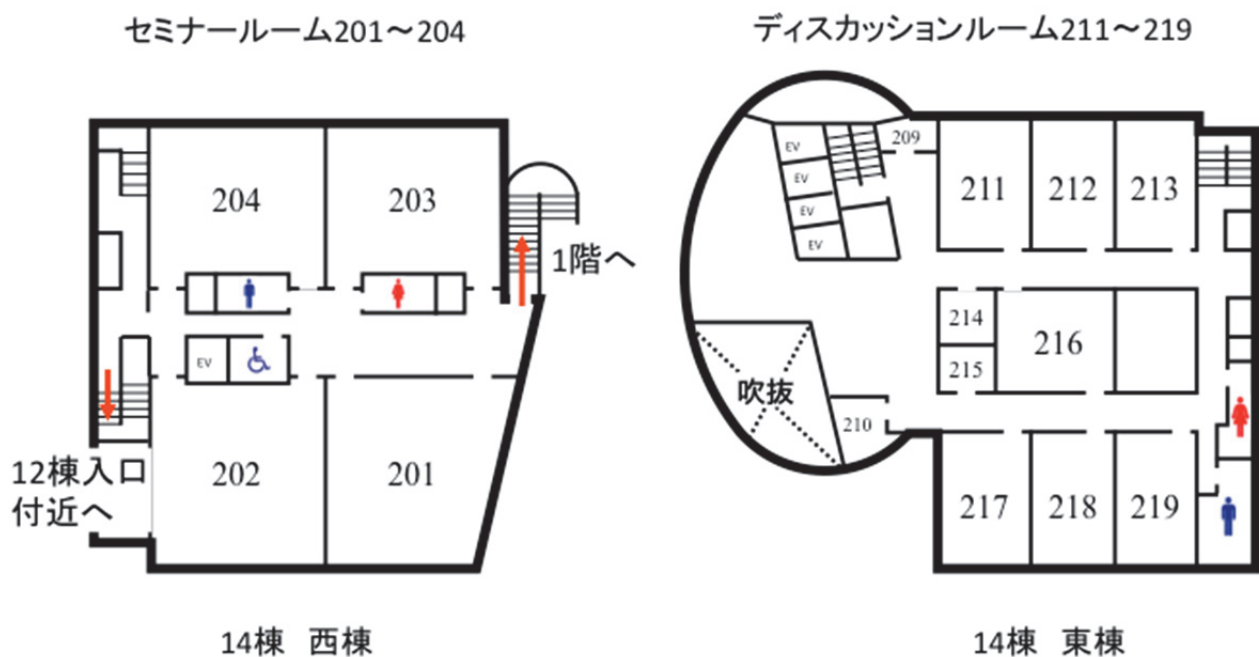 セミナールーム201～204
ディスカッションルーム211～219
204
203
1階へ
EV
202
201
12棟入口
付近へ
14棟 西棟
EV
EV
EV
EV
209
211
212
213
214
215
216
吹抜
210
217
218
219
14棟 東棟